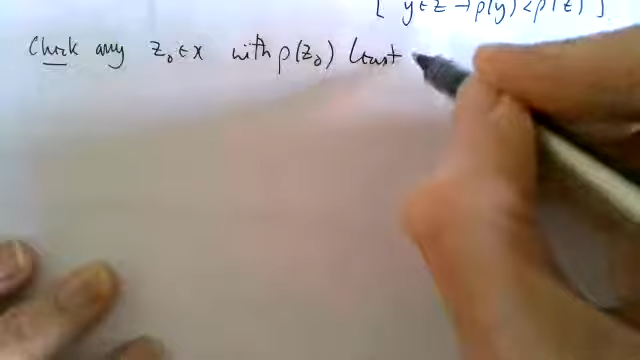 [ y ∈ z → ρ(y) < ρ(z) ]
Check any z₀ ∈ x with ρ(z₀) least